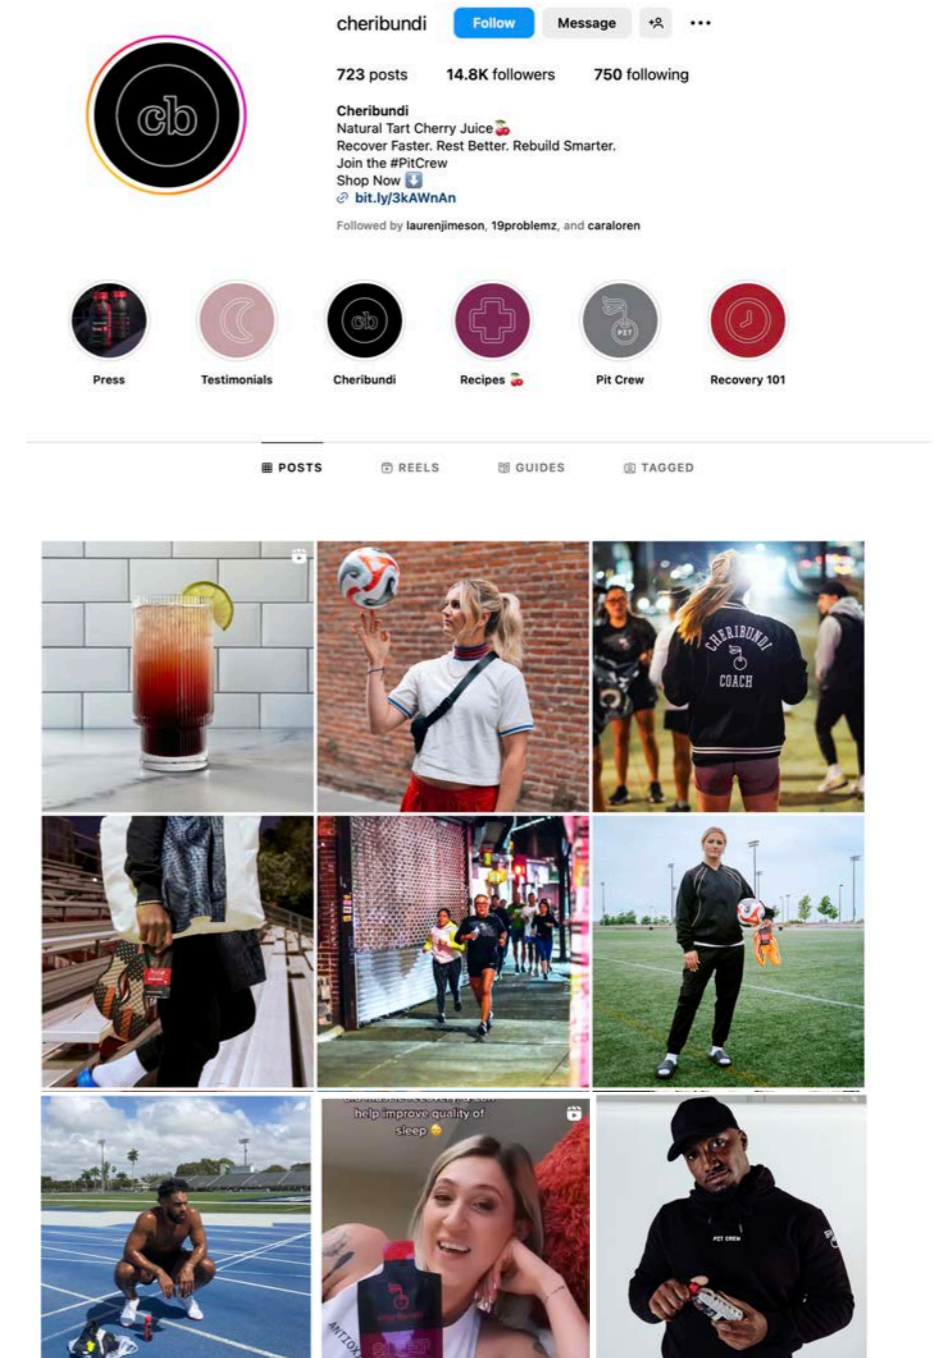 cheribundi Follow Message
723 posts 14.8K followers 750 following
cb
Cheribundi
Natural Tart Cherry Juice🍒
Recover Faster. Rest Better. Rebuild Smarter.
Join the #PitCrew
Shop Now ⬇️
bit.ly/3kAWnAn
Followed by laurenjimeson, 19problemz, and caraloren
cb
PIT
Press Testimonials Cheribundi Recipes 🍒 Pit Crew Recovery 101
POSTS REELS GUIDES TAGGED
CHERIBUNDI
COACH
help improve quality of
sleep
PIT CREW
SLEEP